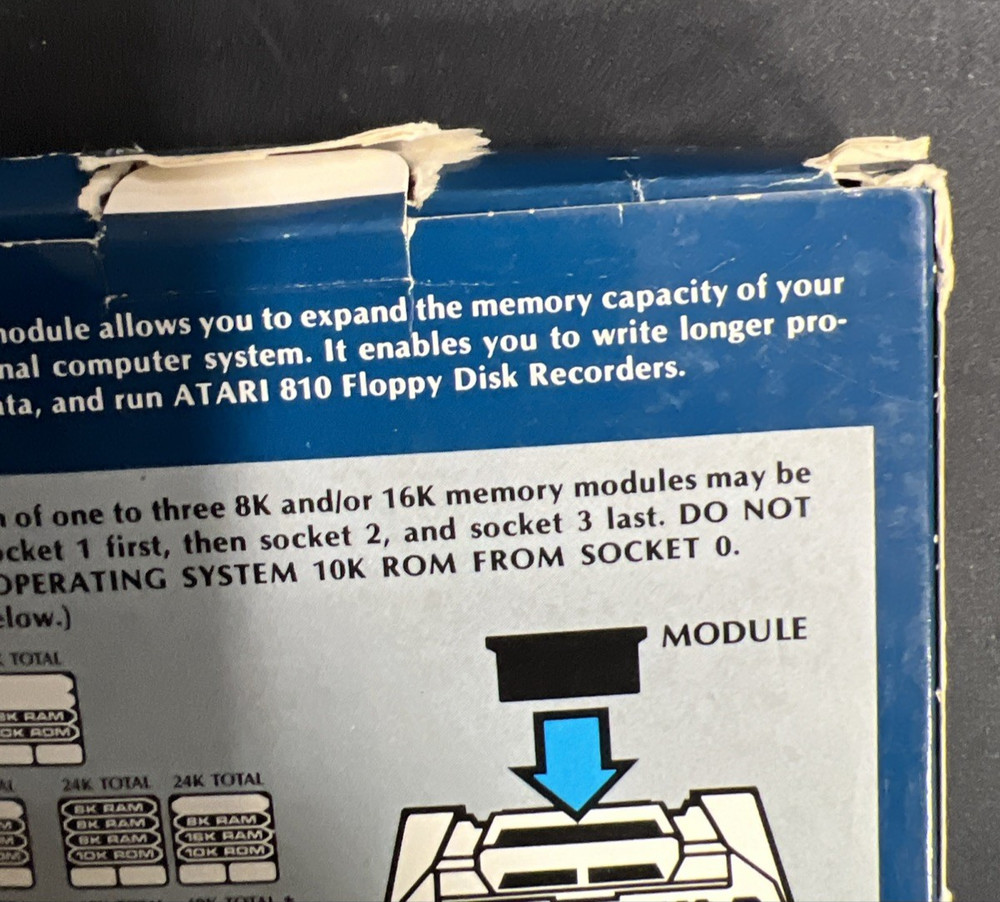 module allows you to expand the memory capacity of your
nal computer system. It enables you to write longer pro-
ata, and run ATARI 810 Floppy Disk Recorders.
of one to three 8K and/or 16K memory modules may be
ocket 1 first, then socket 2, and socket 3 last. DO NOT
OPERATING SYSTEM 10K ROM FROM SOCKET 0.
elow.)
MODULE
TOTAL
8K RAM
10K ROM
24K TOTAL 24K TOTAL
8K RAM
8K RAM 8K RAM
8K RAM 16K RAM
10K ROM 10K ROM